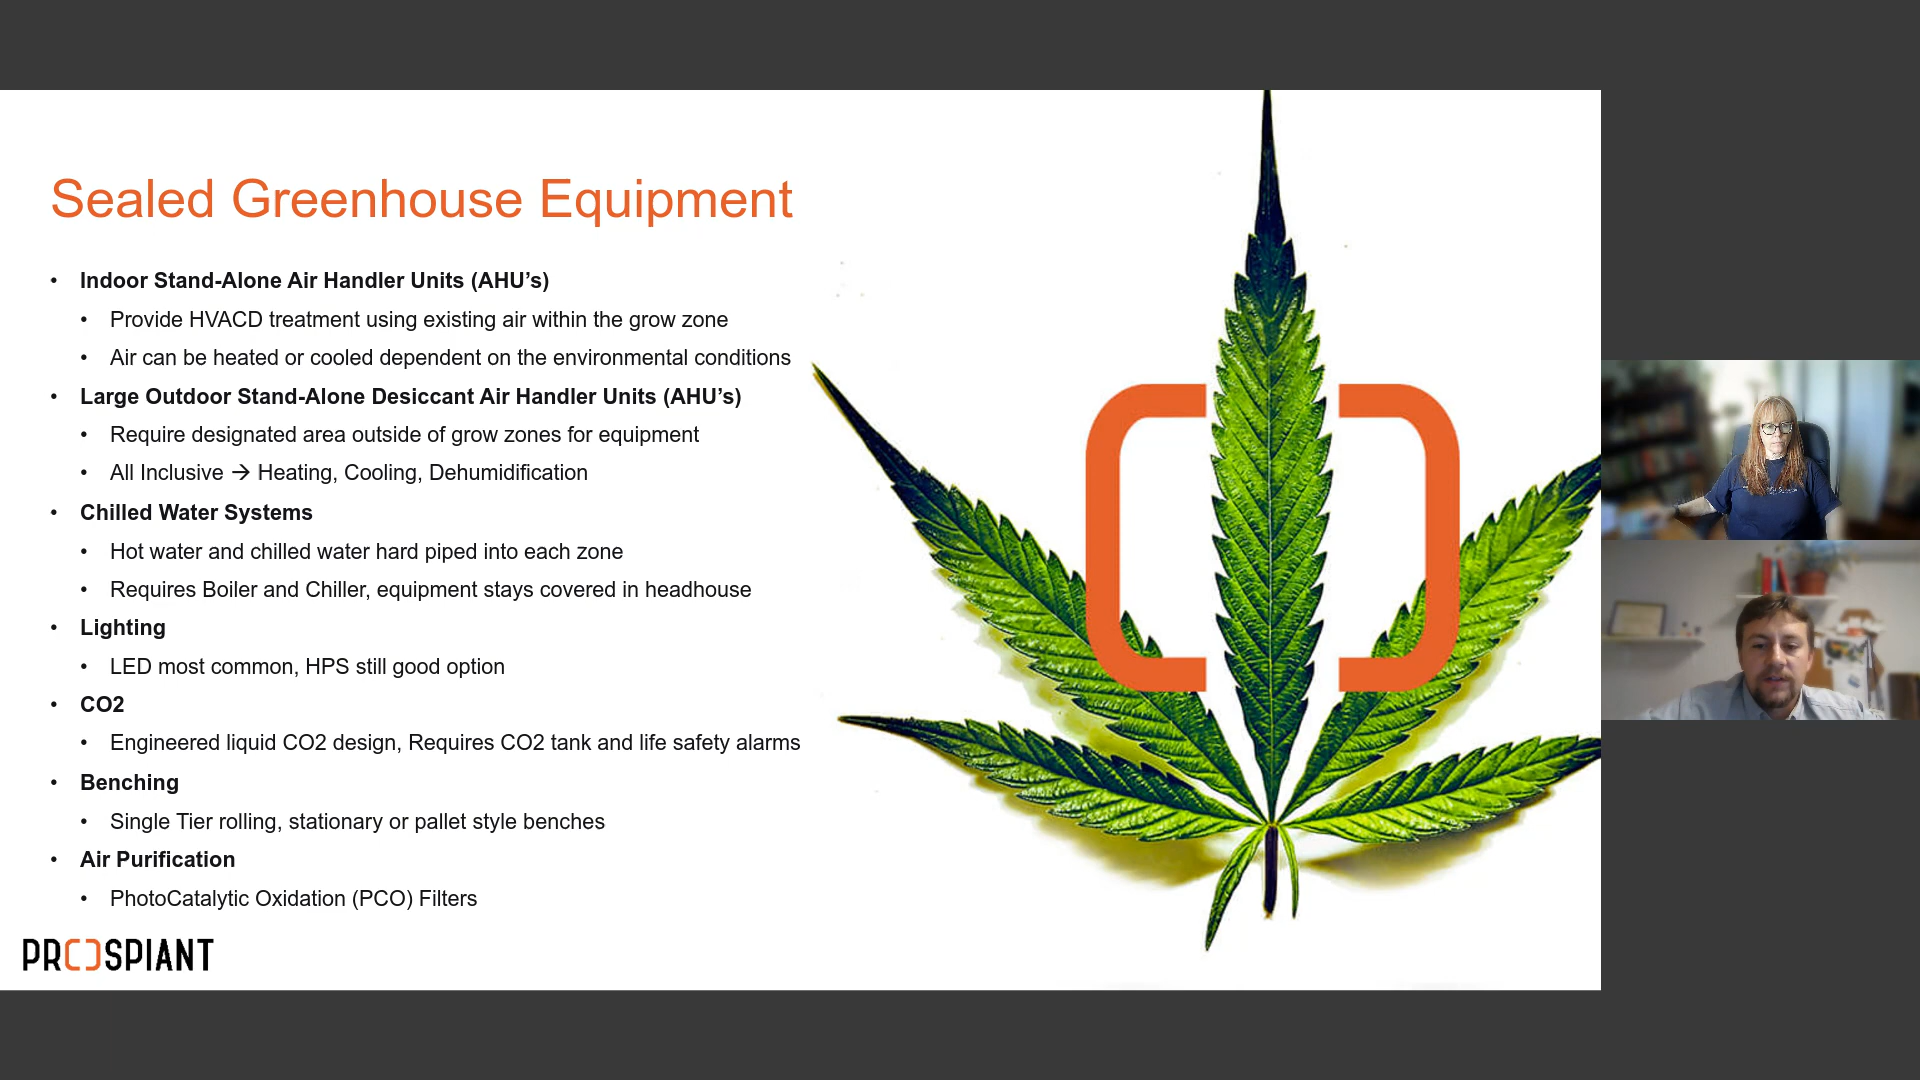 Sealed Greenhouse Equipment
• Indoor Stand-Alone Air Handler Units (AHU’s)
• Provide HVACD treatment using existing air within the grow zone
• Air can be heated or cooled dependent on the environmental conditions
• Large Outdoor Stand-Alone Desiccant Air Handler Units (AHU’s)
• Require designated area outside of grow zones for equipment
• All Inclusive → Heating, Cooling, Dehumidification
• Chilled Water Systems
• Hot water and chilled water hard piped into each zone
• Requires Boiler and Chiller, equipment stays covered in headhouse
• Lighting
• LED most common, HPS still good option
• CO2
• Engineered liquid CO2 design, Requires CO2 tank and life safety alarms
• Benching
• Single Tier rolling, stationary or pallet style benches
• Air Purification
• PhotoCatalytic Oxidation (PCO) Filters
PROSPIANT